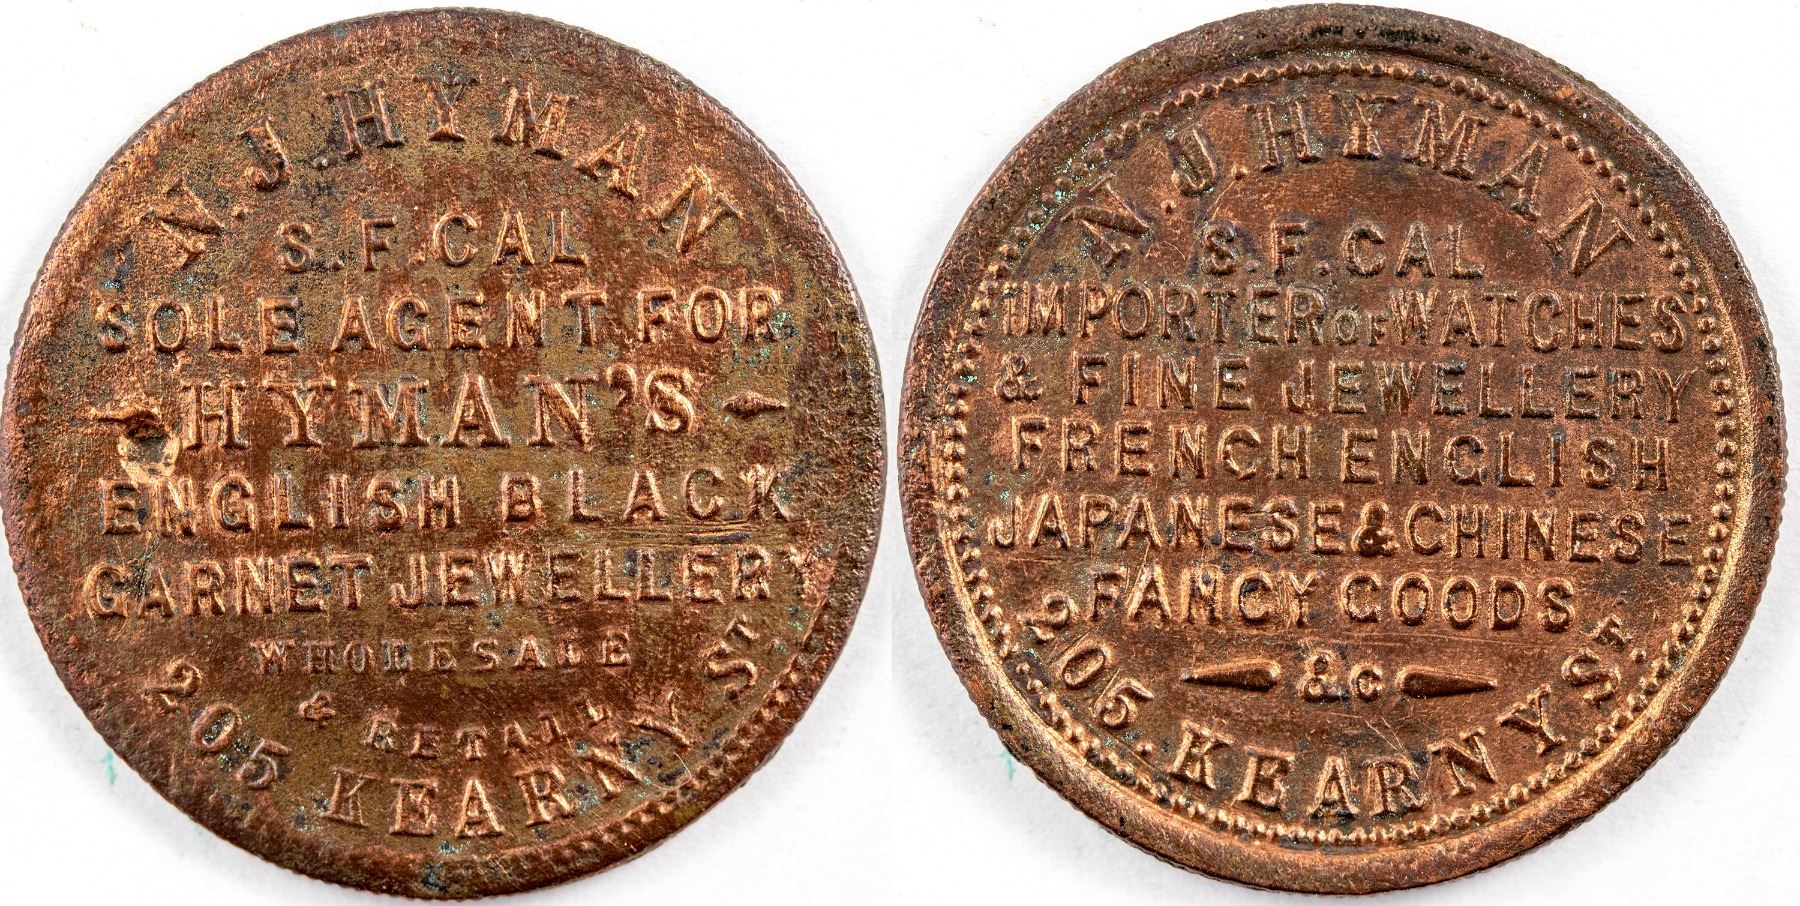 N. J. HYMAN.
S. F. CAL
SOLE AGENT FOR
HYMAN'S
ENGLISH BLACK
GARNET JEWELLERY
WHOLESALE
& RETAIL
205 KEARNY ST.
N. J. HYMAN
S. F. CAL
IMPORTER OF WATCHES
& FINE JEWELLERY
FRENCH ENGLISH
JAPANESE & CHINESE
FANCY GOODS
&C
205. KEARNY ST.